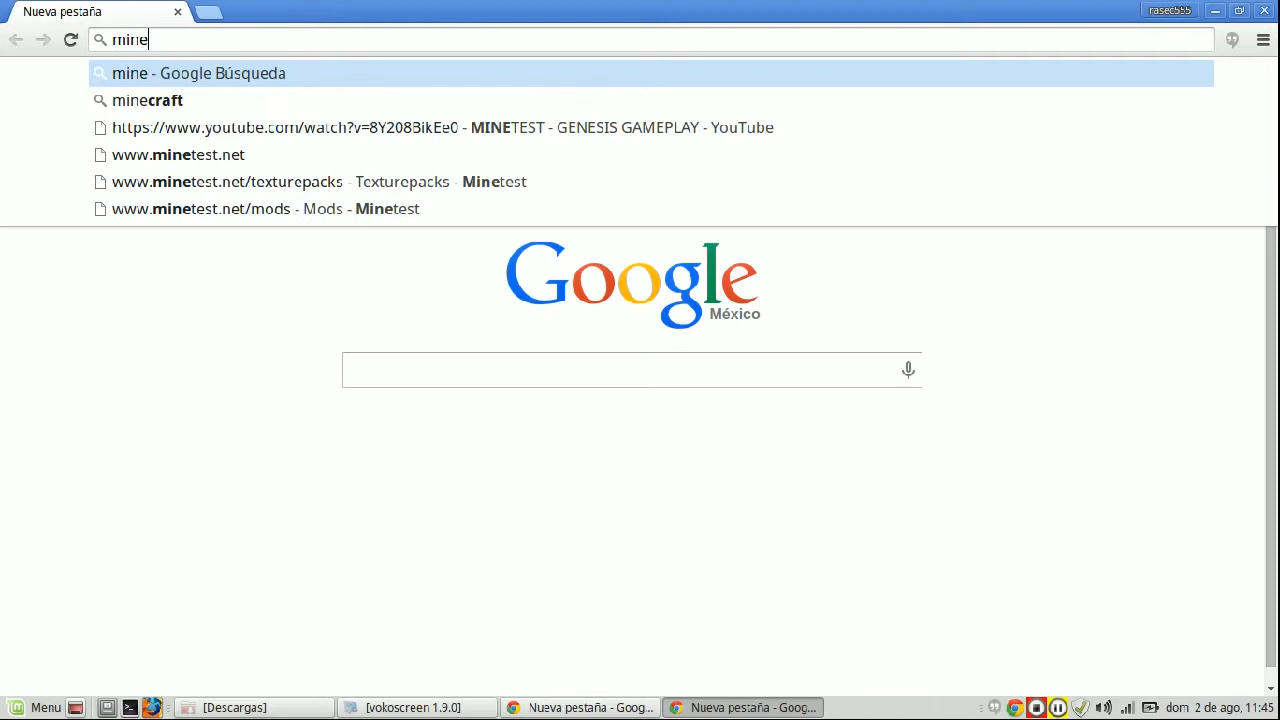 Nueva pestaña
rasec555
mine
mine - Google Búsqueda
minecraft
https://www.youtube.com/watch?v=8Y208BikEe0 - MINETEST - GENESIS GAMEPLAY - YouTube
www.minetest.net
www.minetest.net/texturepacks - Texturepacks - Minetest
www.minetest.net/mods - Mods - Minetest
Google
México
Menu [Descargas] [vokoscreen 1.9.0] Nueva pestaña - Goog... Nueva pestaña - Goog... dom 2 de ago, 11:45